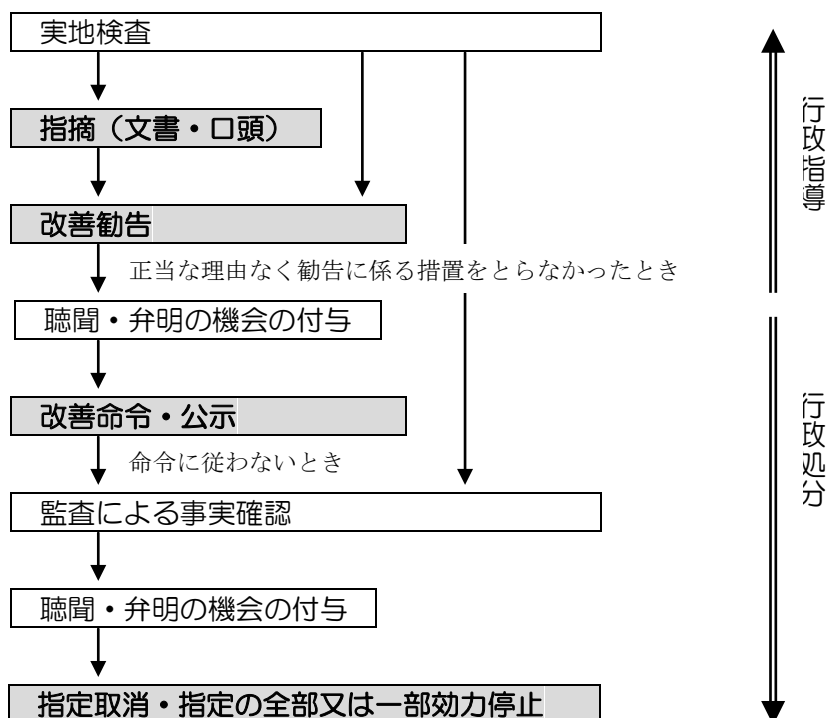 実地検査
指摘（文書・口頭）
改善勧告
正当な理由なく勧告に係る措置をとらなかったとき
聴聞・弁明の機会の付与
改善命令・公示
命令に従わないとき
監査による事実確認
聴聞・弁明の機会の付与
指定取消・指定の全部又は一部効力停止
行政指導
行政処分